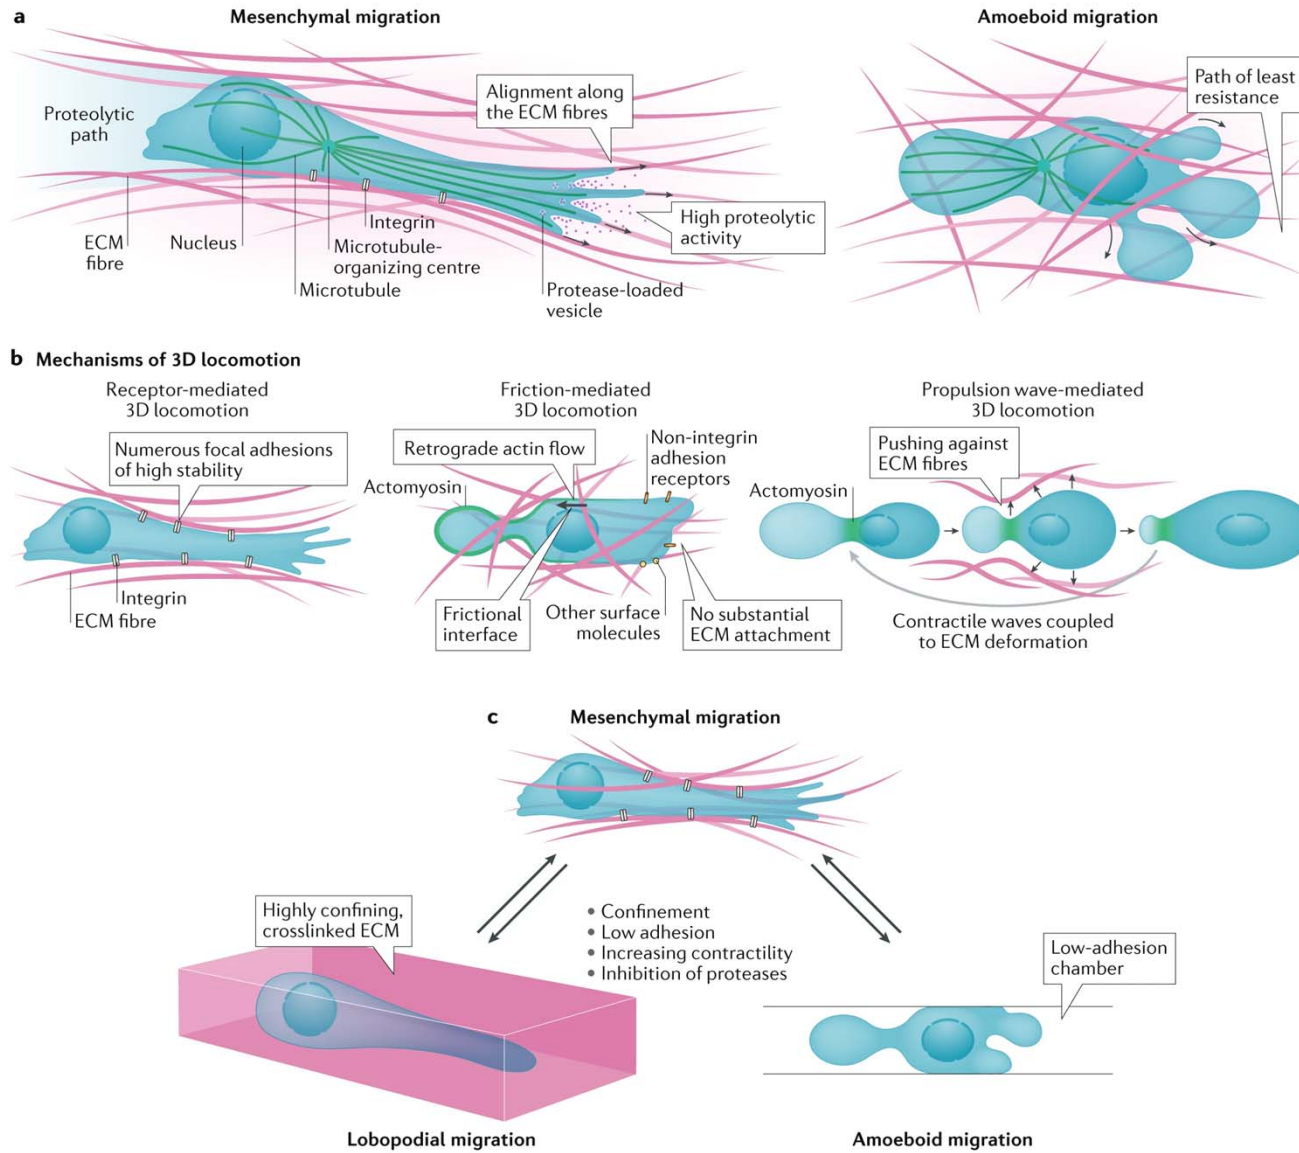 a
Mesenchymal migration
Amoeboid migration
Proteolytic
path
Alignment along
the ECM fibres
Path of least
resistance
High proteolytic
activity
Integrin
ECM
fibre
Nucleus
Microtubule-
organizing centre
Microtubule
Protease-loaded
vesicle
b Mechanisms of 3D locomotion
Receptor-mediated
3D locomotion
Numerous focal adhesions
of high stability
Integrin
ECM fibre
Friction-mediated
3D locomotion
Retrograde actin flow
Non-integrin
adhesion
receptors
Actomyosin
Frictional
interface
Other surface
molecules
No substantial
ECM attachment
Propulsion wave-mediated
3D locomotion
Pushing against
ECM fibres
Actomyosin
Contractile waves coupled
to ECM deformation
c
Mesenchymal migration
Highly confining,
crosslinked ECM
• Confinement
• Low adhesion
• Increasing contractility
• Inhibition of proteases
Low-adhesion
chamber
Lobopodial migration
Amoeboid migration